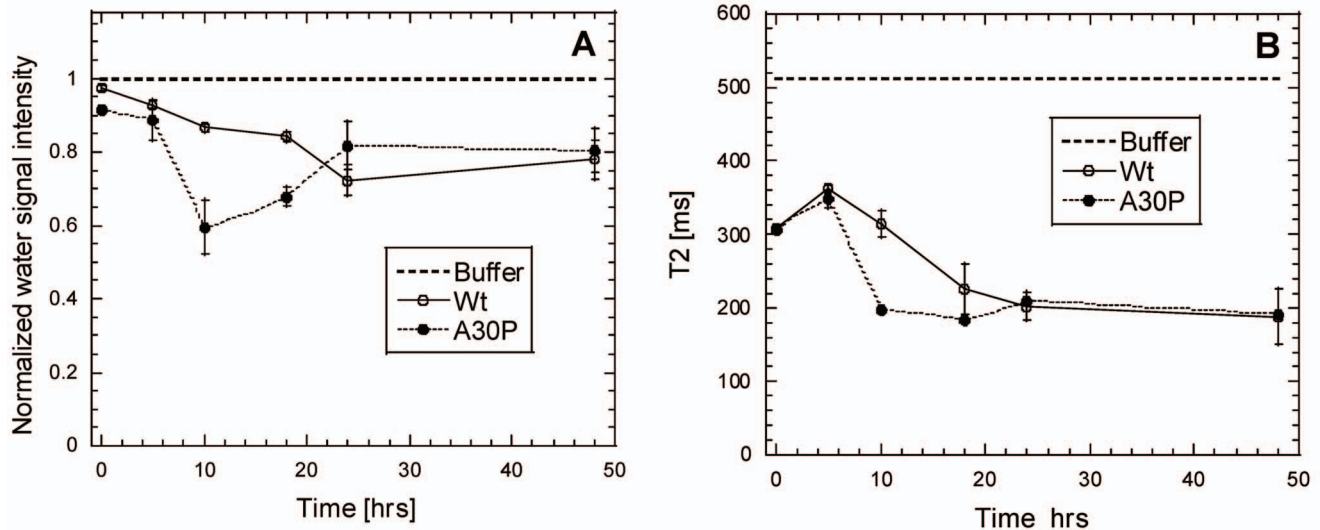 A
Normalized water signal intensity
1
0.8
0.6
0.4
0.2
0
Buffer
Wt
A30P
0 10 20 30 40 50
Time [hrs]
B
T2 [ms]
600
500
400
300
200
100
0
Buffer
Wt
A30P
0 10 20 30 40 50
Time hrs